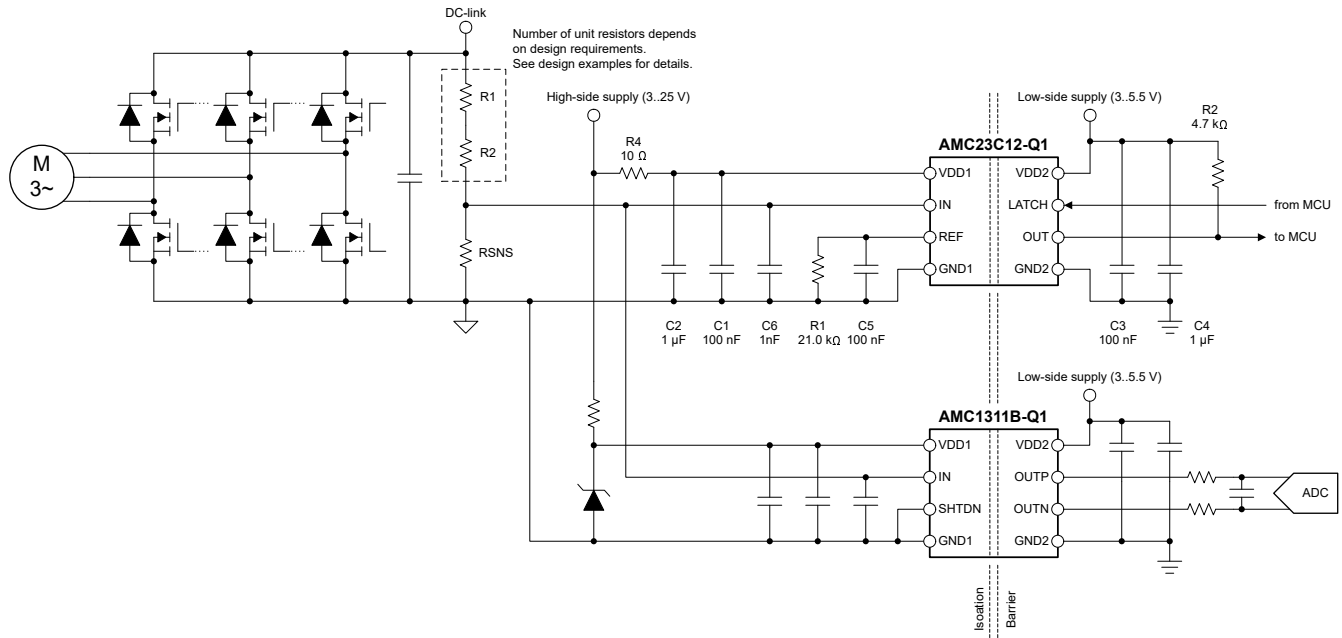 DC-link
Number of unit resistors depends
on design requirements.
See design examples for details.
R1
R2
RSNS
M
3~
High-side supply (3..25 V)
R4
10 Ω
C2
1 µF
C1
100 nF
C6
1nF
R1
21.0 kΩ
C5
100 nF
AMC23C12-Q1
VDD1
IN
REF
GND1
VDD2
LATCH
OUT
GND2
Low-side supply (3..5.5 V)
R2
4.7 kΩ
from MCU
to MCU
C3
100 nF
C4
1 µF
Low-side supply (3..5.5 V)
AMC1311B-Q1
VDD1
IN
SHTDN
GND1
VDD2
OUTP
OUTN
GND2
ADC
Isoation
Barrier